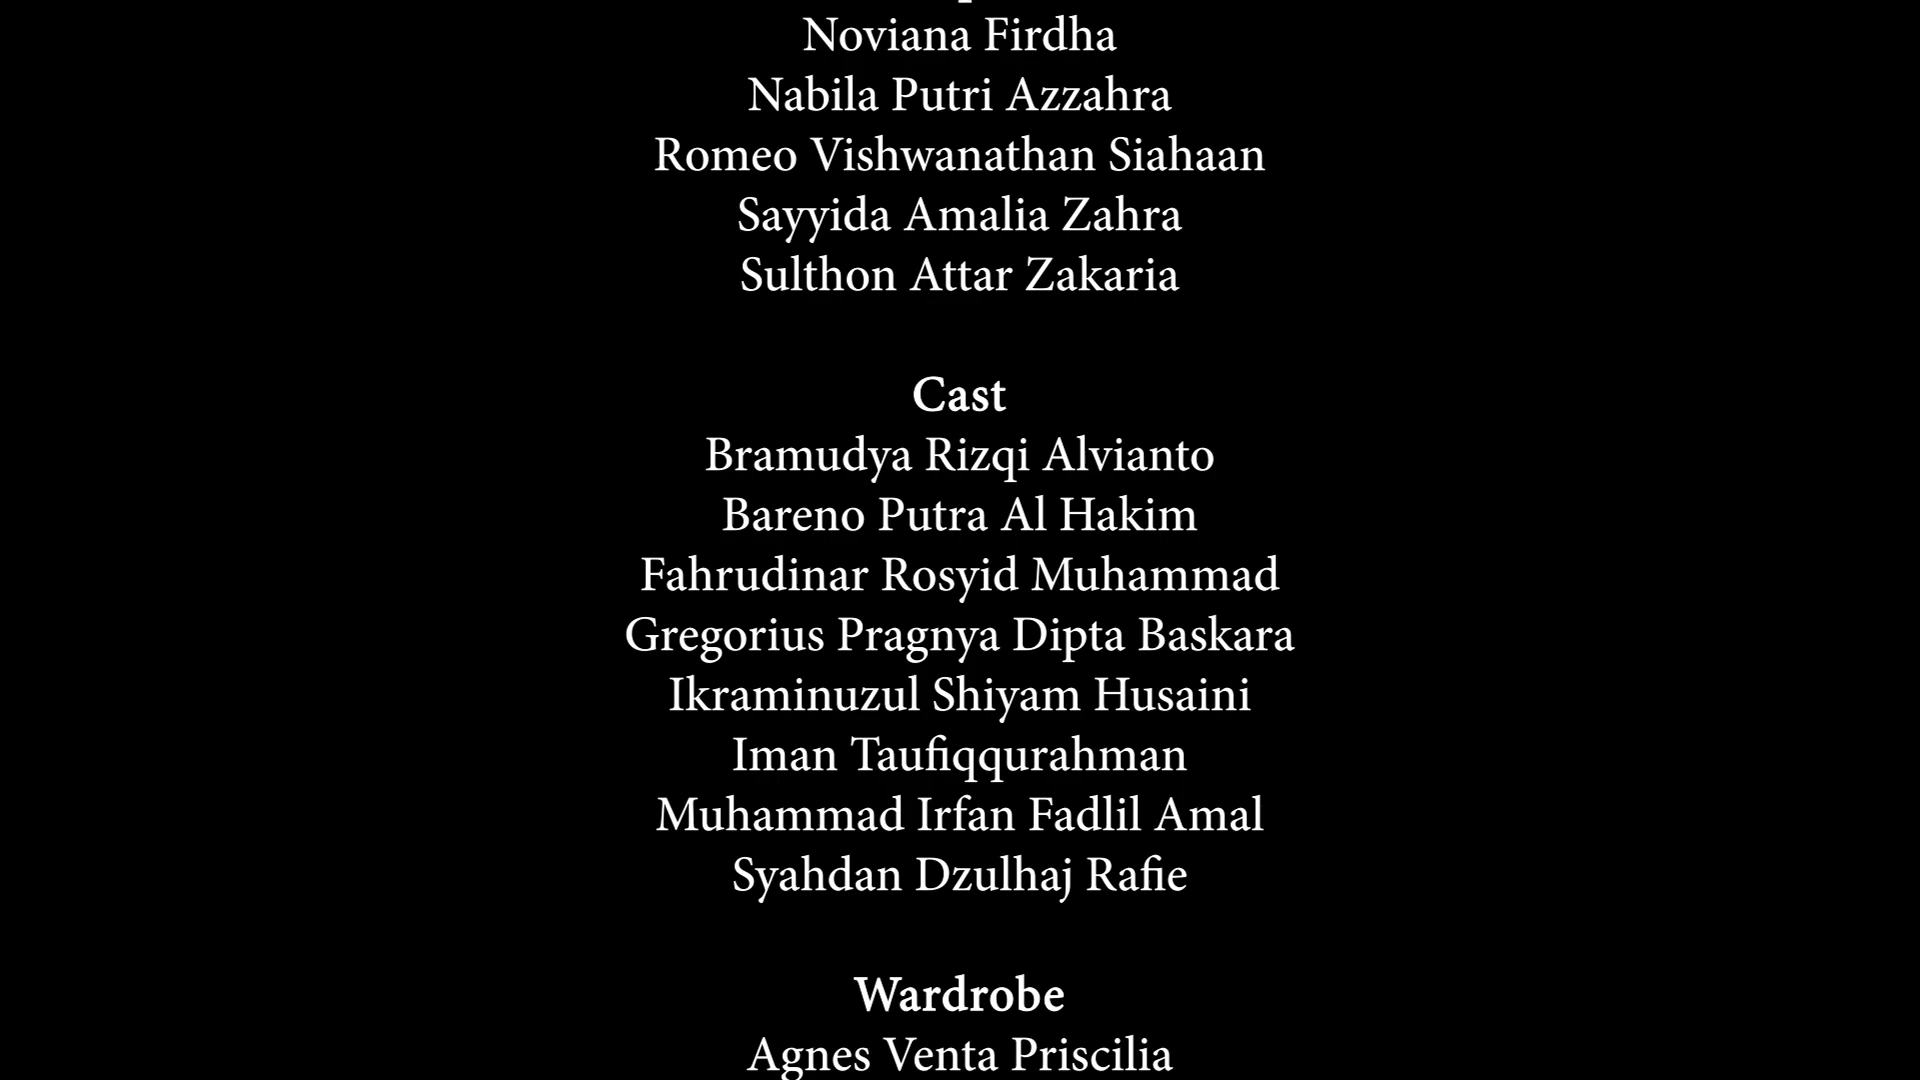 Noviana Firdha
Nabila Putri Azzahra
Romeo Vishwanathan Siahaan
Sayyida Amalia Zahra
Sulthon Attar Zakaria
Cast
Bramudya Rizqi Alvianto
Bareno Putra Al Hakim
Fahrudinar Rosyid Muhammad
Gregorius Pragnya Dipta Baskara
Ikraminuzul Shiyam Husaini
Iman Taufiqqurahman
Muhammad Irfan Fadlil Amal
Syahdan Dzulhaj Rafie
Wardrobe
Agnes Venta Priscilia